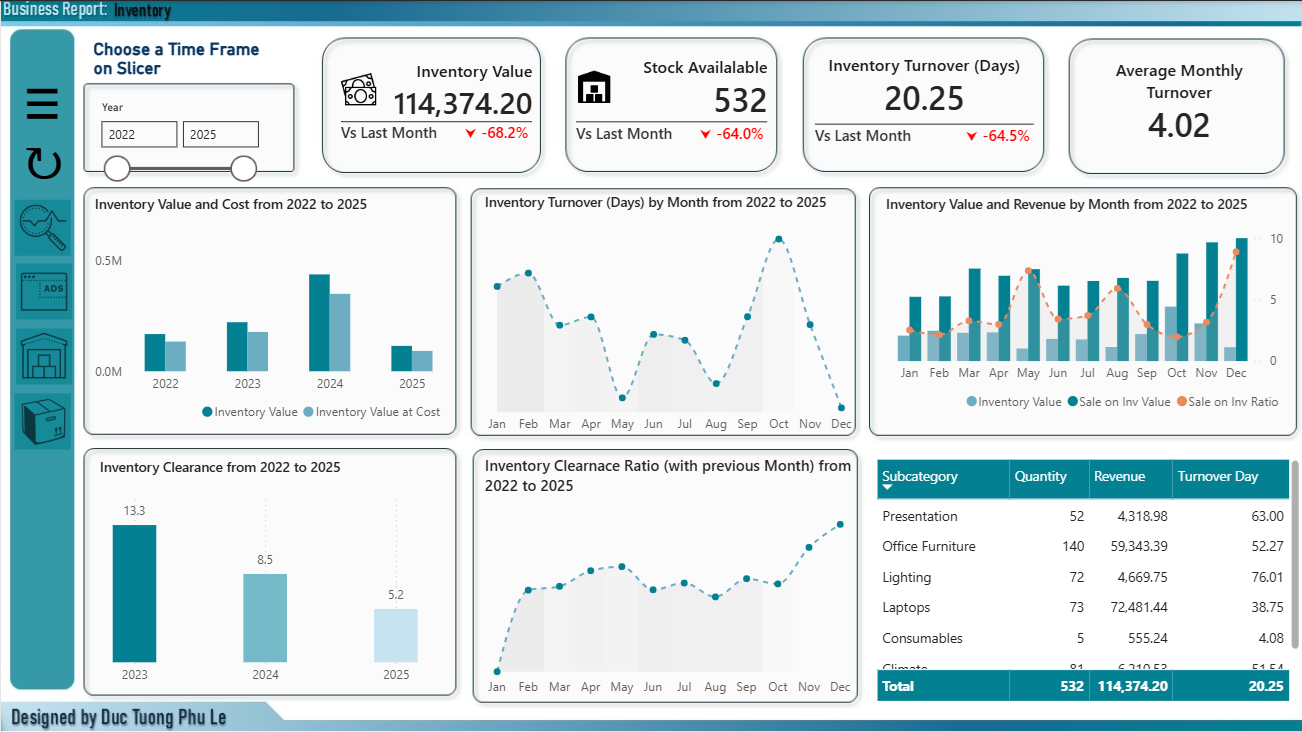 Business Report: Inventory
Choose a Time Frame
on Slicer
Year
2022 2025
ADS
Inventory Value
114,374.20
Vs Last Month -68.2%
Stock Availalable
532
Vs Last Month -64.0%
Inventory Turnover (Days)
20.25
Vs Last Month -64.5%
Average Monthly
Turnover
4.02
Inventory Value and Cost from 2022 to 2025
0.5M
0.0M
2022 2023 2024 2025
Inventory Value Inventory Value at Cost
Inventory Turnover (Days) by Month from 2022 to 2025
Jan Feb Mar Apr May Jun Jul Aug Sep Oct Nov Dec
Inventory Value and Revenue by Month from 2022 to 2025
10
5
0
Jan Feb Mar Apr May Jun Jul Aug Sep Oct Nov Dec
Inventory Value Sale on Inv Value Sale on Inv Ratio
Inventory Clearance from 2022 to 2025
13.3
8.5
5.2
2023 2024 2025
Inventory Clearnace Ratio (with previous Month) from
2022 to 2025
Jan Feb Mar Apr May Jun Jul Aug Sep Oct Nov Dec
Subcategory Quantity Revenue Turnover Day
Presentation 52 4,318.98 63.00
Office Furniture 140 59,343.39 52.27
Lighting 72 4,669.75 76.01
Laptops 73 72,481.44 38.75
Consumables 5 555.24 4.08
Climate 81 6,210.53 51.54
Total 532 114,374.20 20.25
Designed by Duc Tuong Phu Le